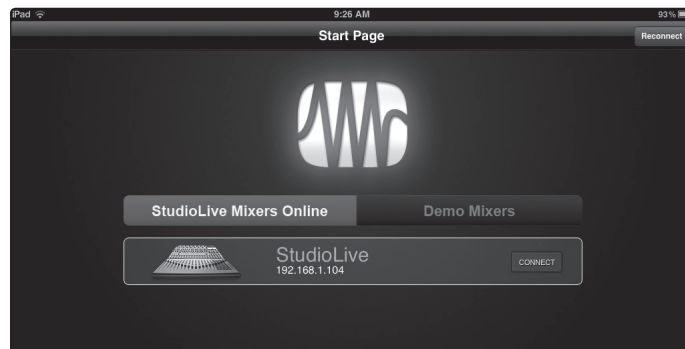 iPad 9:26 AM 93%
Start Page
Reconnect
StudioLive Mixers Online Demo Mixers
StudioLive
192.168.1.104
CONNECT